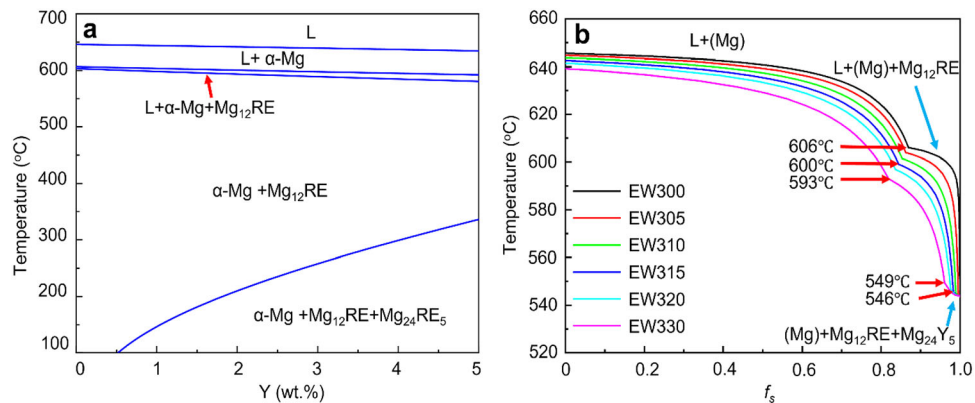 a
700
600
500
400
300
200
100
Temperature (°C)
L
L+ α-Mg
L+α-Mg+Mg₁₂RE
α-Mg +Mg₁₂RE
α-Mg +Mg₁₂RE+Mg₂₄RE₅
0 1 2 3 4 5
Y (wt.%)
b
660
640
620
600
580
560
540
520
Temperature (°C)
L+(Mg)
L+(Mg)+Mg₁₂RE
606℃
600℃
593℃
EW300
EW305
EW310
EW315
EW320
EW330
549℃
546℃
(Mg)+Mg₁₂RE+Mg₂₄Y₅
0 0.2 0.4 0.6 0.8 1.0
fₛ